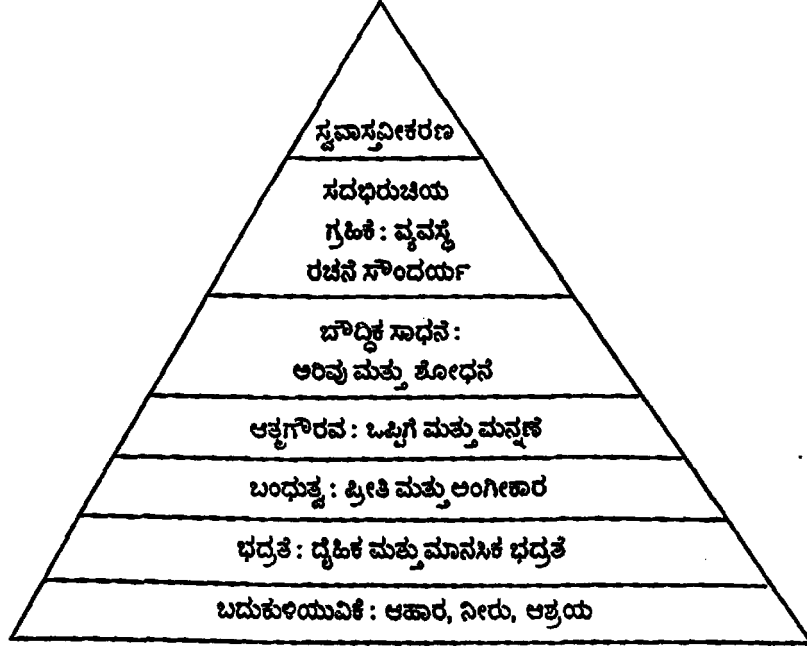 ಸ್ವವಾಸ್ತವೀಕರಣ
ಸದಭಿರುಚಿಯ
ಗ್ರಹಿಕೆ : ವ್ಯವಸ್ಥೆ
ರಚನೆ ಸೌಂದರ್ಯ
ಬೌದ್ಧಿಕ ಸಾಧನೆ :
ಅರಿವು ಮತ್ತು ಶೋಧನೆ
ಆತ್ಮಗೌರವ : ಒಪ್ಪಿಗೆ ಮತ್ತು ಮನ್ನಣೆ
ಬಂಧುತ್ವ : ಪ್ರೀತಿ ಮತ್ತು ಅಂಗೀಕಾರ
ಭದ್ರತೆ : ದೈಹಿಕ ಮತ್ತು ಮಾನಸಿಕ ಭದ್ರತೆ
ಬದುಕುಳಿಯುವಿಕೆ : ಆಹಾರ, ನೀರು, ಆಶ್ರಯ